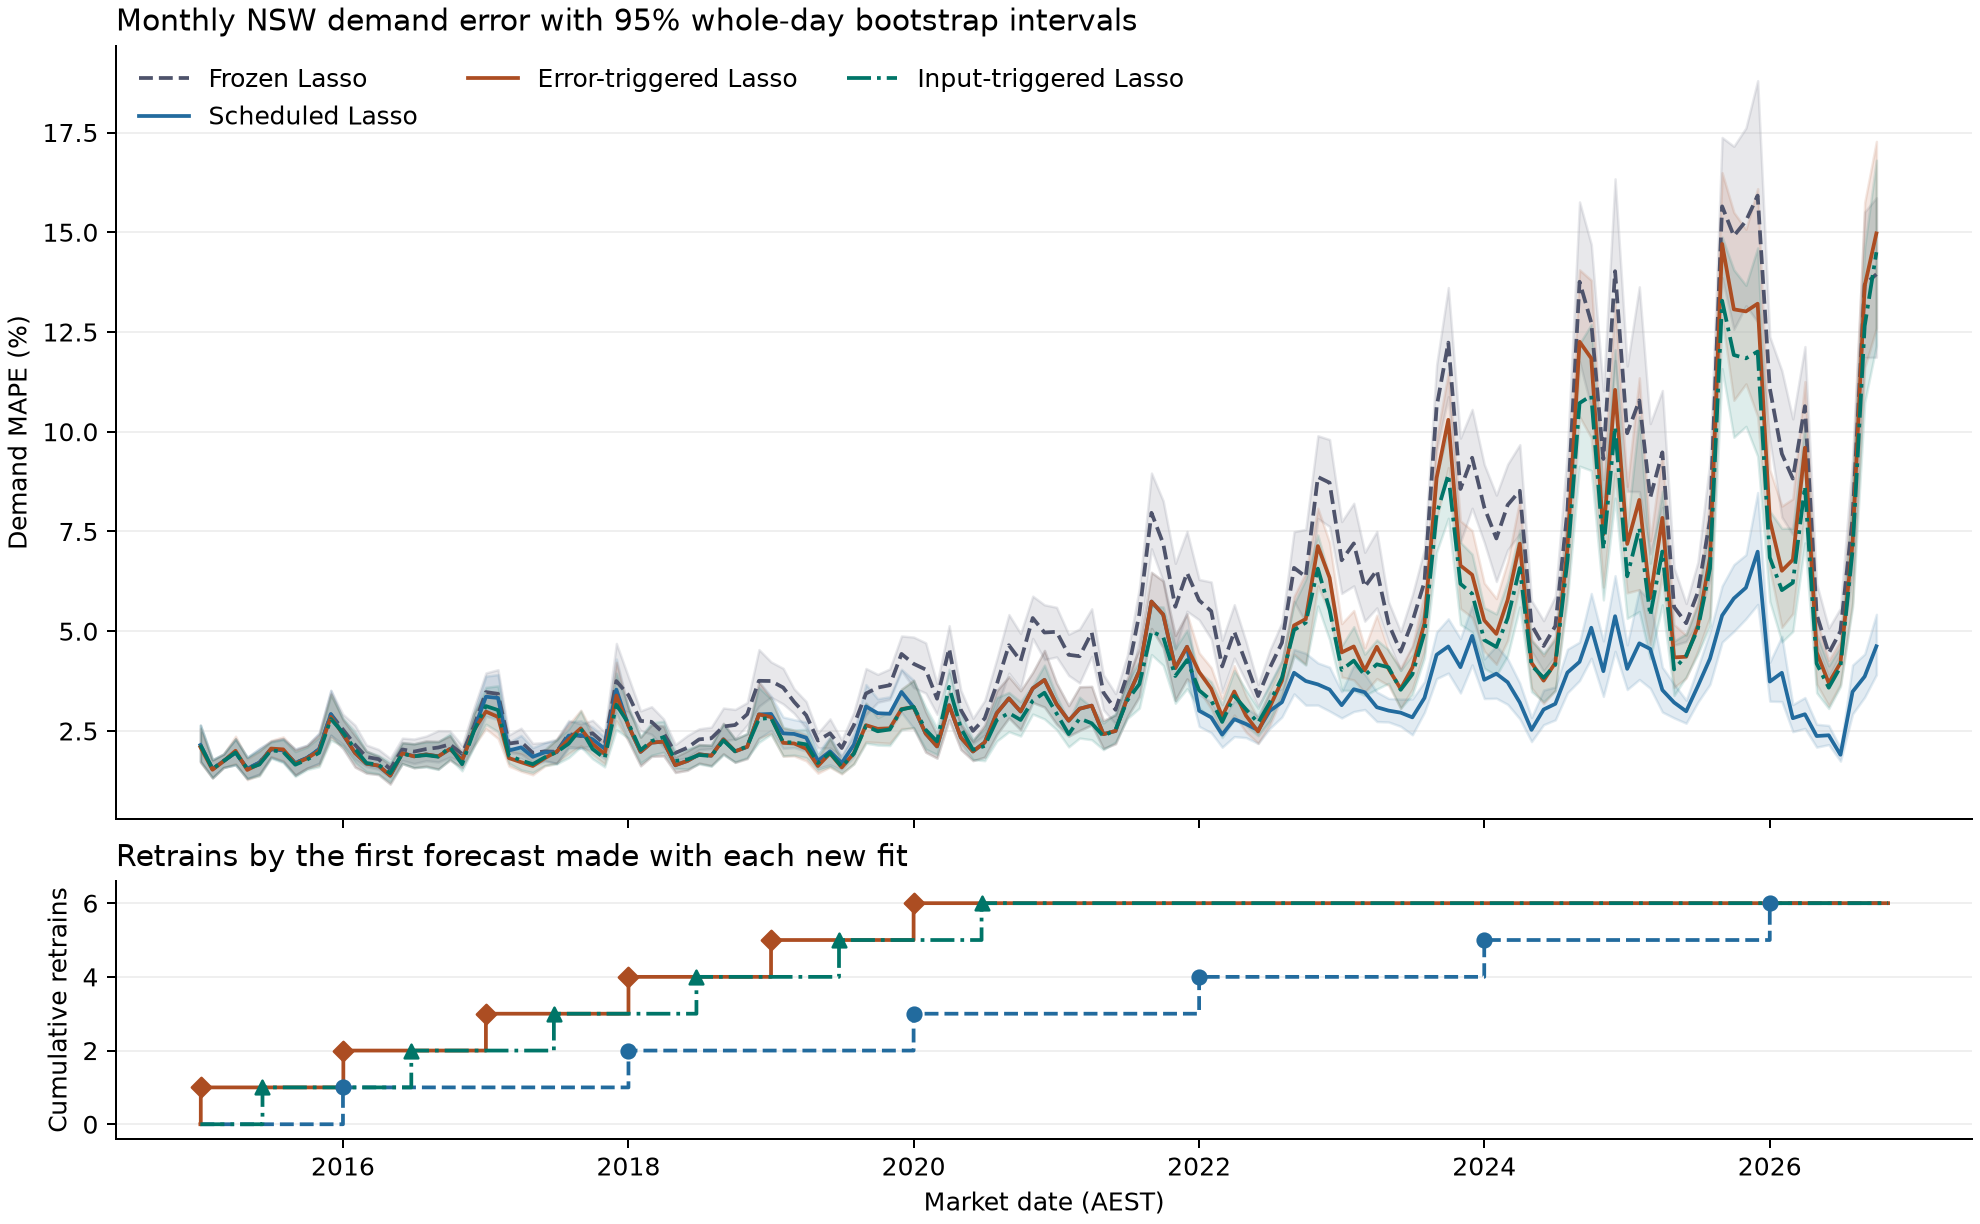 Monthly NSW demand error with 95% whole-day bootstrap intervals
Frozen Lasso
Error-triggered Lasso
Input-triggered Lasso
Scheduled Lasso
17.5
15.0
12.5
10.0
7.5
5.0
2.5
Demand MAPE (%)
Retrains by the first forecast made with each new fit
6
4
2
0
Cumulative retrains
2016 2018 2020 2022 2024 2026
Market date (AEST)